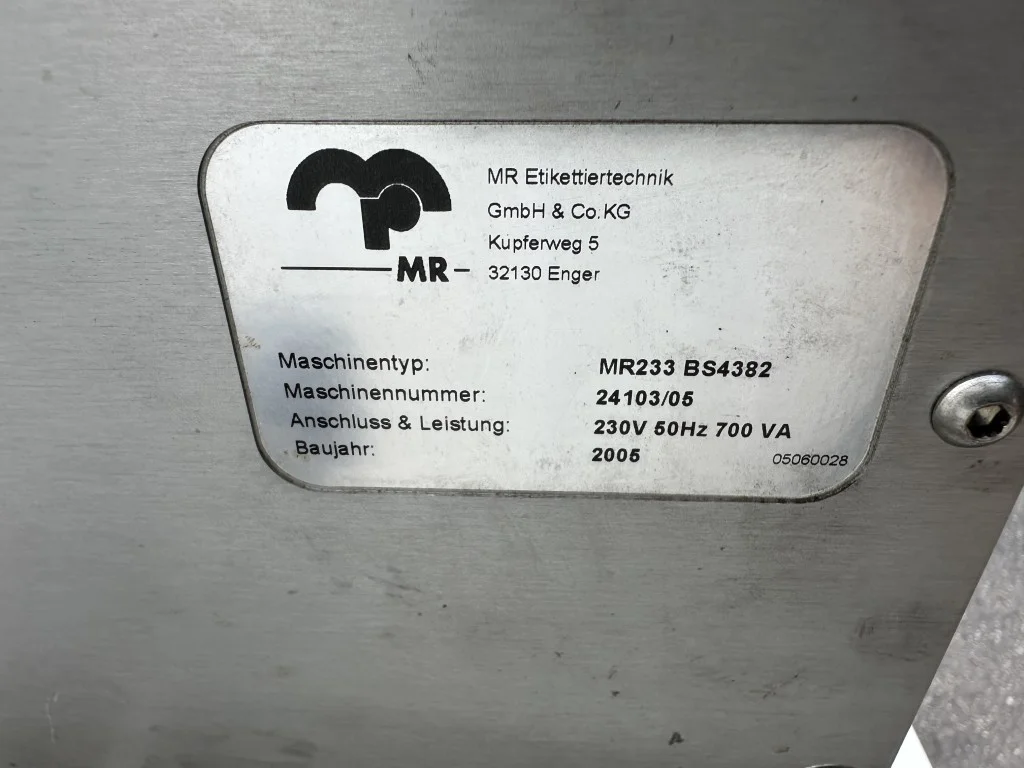 MR Etikettiertechnik
GmbH & Co.KG
Kupferweg 5
MR
32130 Enger
Maschinentyp: MR233 BS4382
Maschinennummer: 24103/05
Anschluss & Leistung: 230V 50Hz 700 VA
Baujahr: 2005
05060028